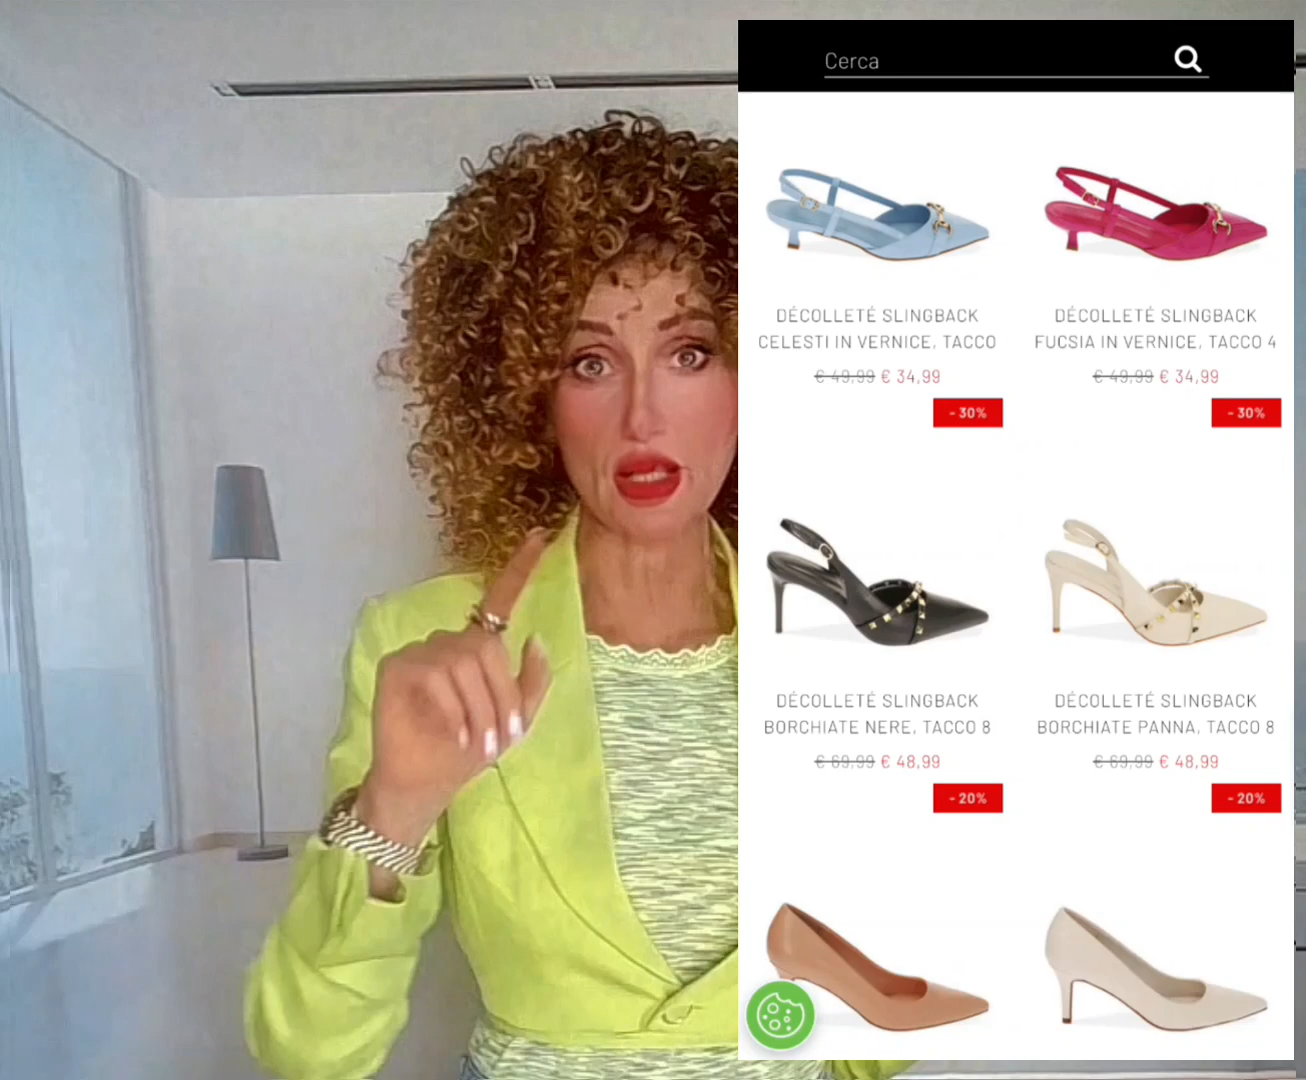 Cerca
DÉCOLLETÉ SLINGBACK
CELESTI IN VERNICE, TACCO
€ 49,99 € 34,99
- 30%
DÉCOLLETÉ SLINGBACK
FUCSIA IN VERNICE, TACCO 4
€ 49,99 € 34,99
- 30%
DÉCOLLETÉ SLINGBACK
BORCHIATE NERE, TACCO 8
€ 69,99 € 48,99
- 20%
DÉCOLLETÉ SLINGBACK
BORCHIATE PANNA, TACCO 8
€ 69,99 € 48,99
- 20%